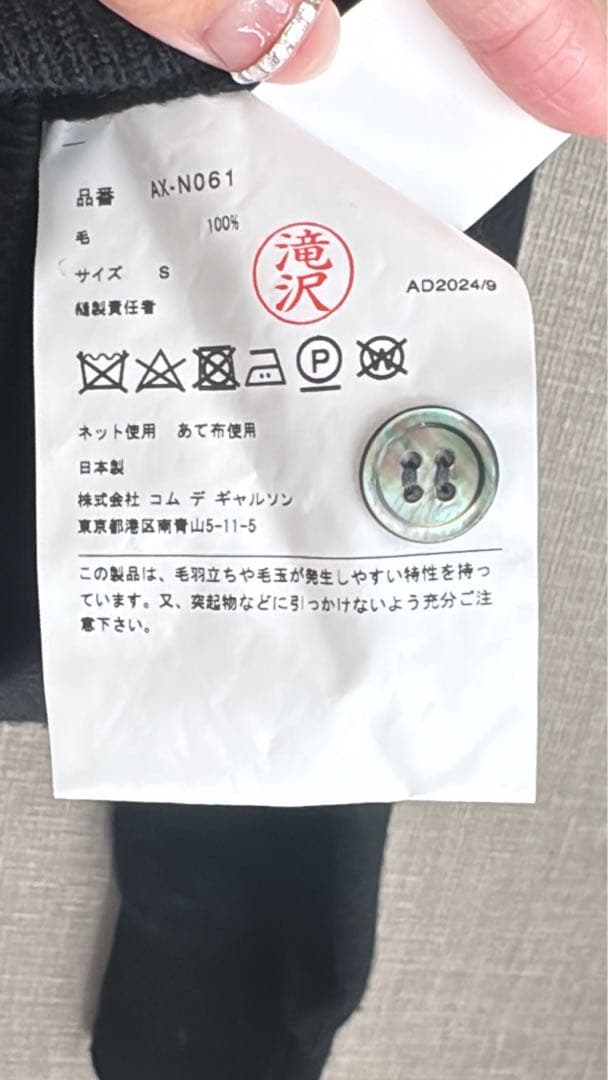 品番 AX-N061
毛 100%
サイズ S
縫製責任者
滝沢
AD2024/9
P
W
ネット使用 あて布使用
日本製
株式会社 コム デ ギャルソン
東京都港区南青山5-11-5
この製品は、毛羽立ちや毛玉が発生しやすい特性を持っ
ています。又、突起物などに引っかけないよう充分ご注
意下さい。